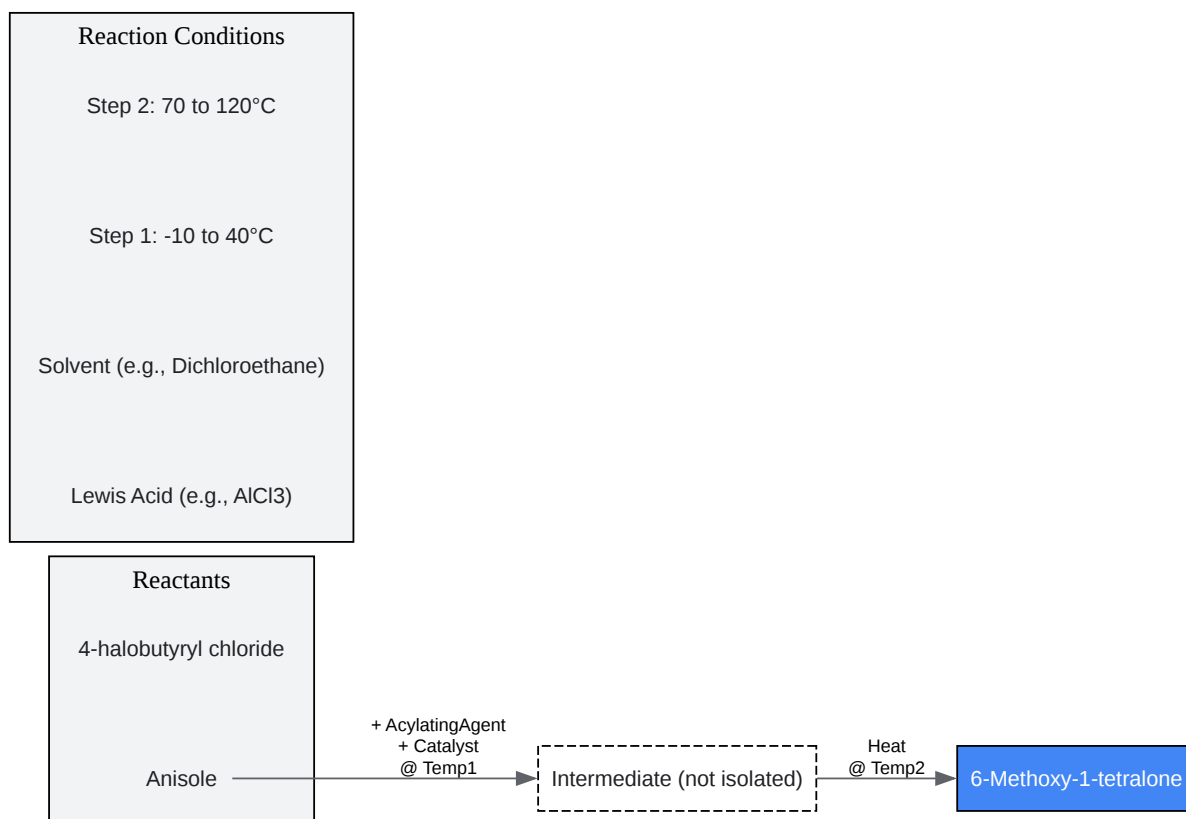 Reaction Conditions
Step 2: 70 to 120°C
Step 1: -10 to 40°C
Solvent (e.g., Dichloroethane)
Lewis Acid (e.g., AlCl3)
Reactants
4-halobutyryl chloride
Anisole
+ AcylatingAgent
+ Catalyst
@ Temp1
Intermediate (not isolated)
Heat
@ Temp2
6-Methoxy-1-tetralone